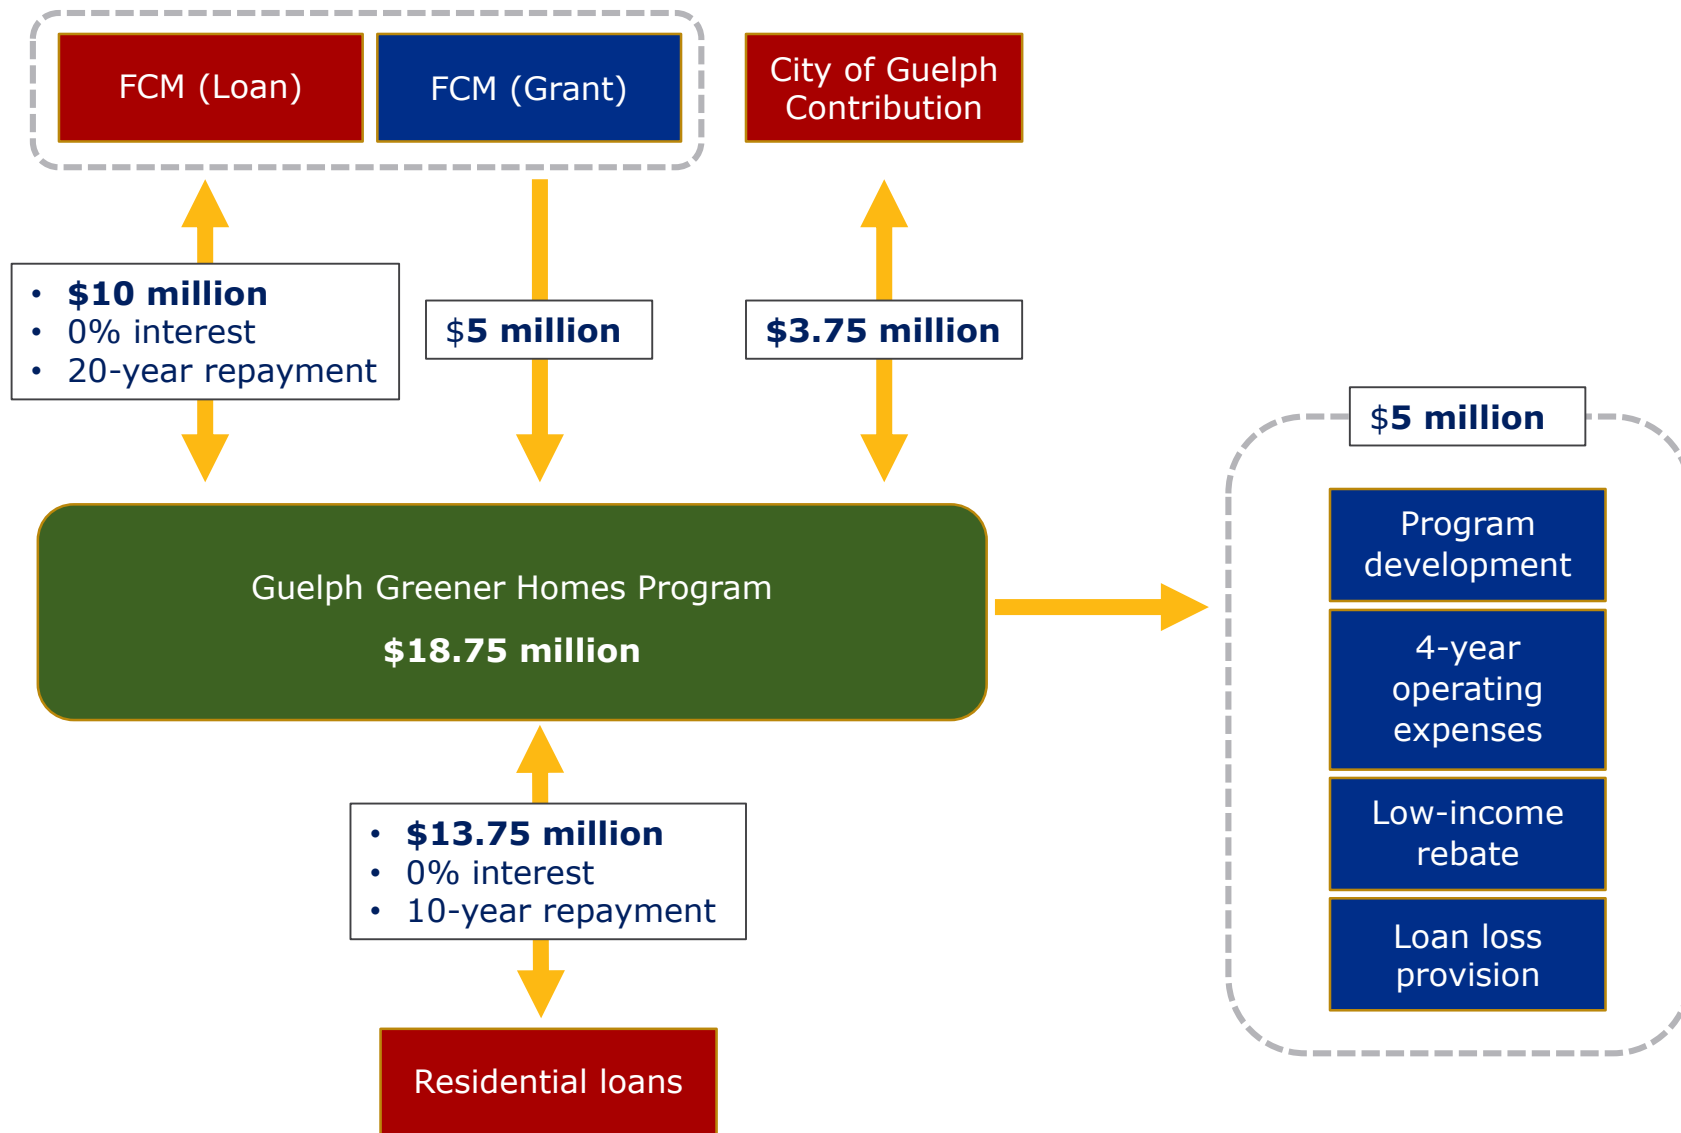 FCM (Loan)
FCM (Grant)
City of Guelph
Contribution
• $10 million
• 0% interest
• 20-year repayment
$5 million
$3.75 million
Guelph Greener Homes Program
$18.75 million
$5 million
Program
development
4-year
operating
expenses
Low-income
rebate
Loan loss
provision
• $13.75 million
• 0% interest
• 10-year repayment
Residential loans